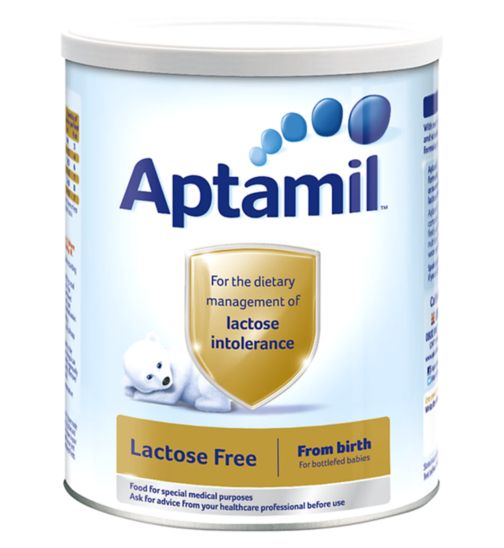 Aptamil™
For the dietary
management of
lactose
intolerance
Lactose Free
From birth
For bottlefed babies
Food for special medical purposes
Ask for advice from your healthcare professional before use